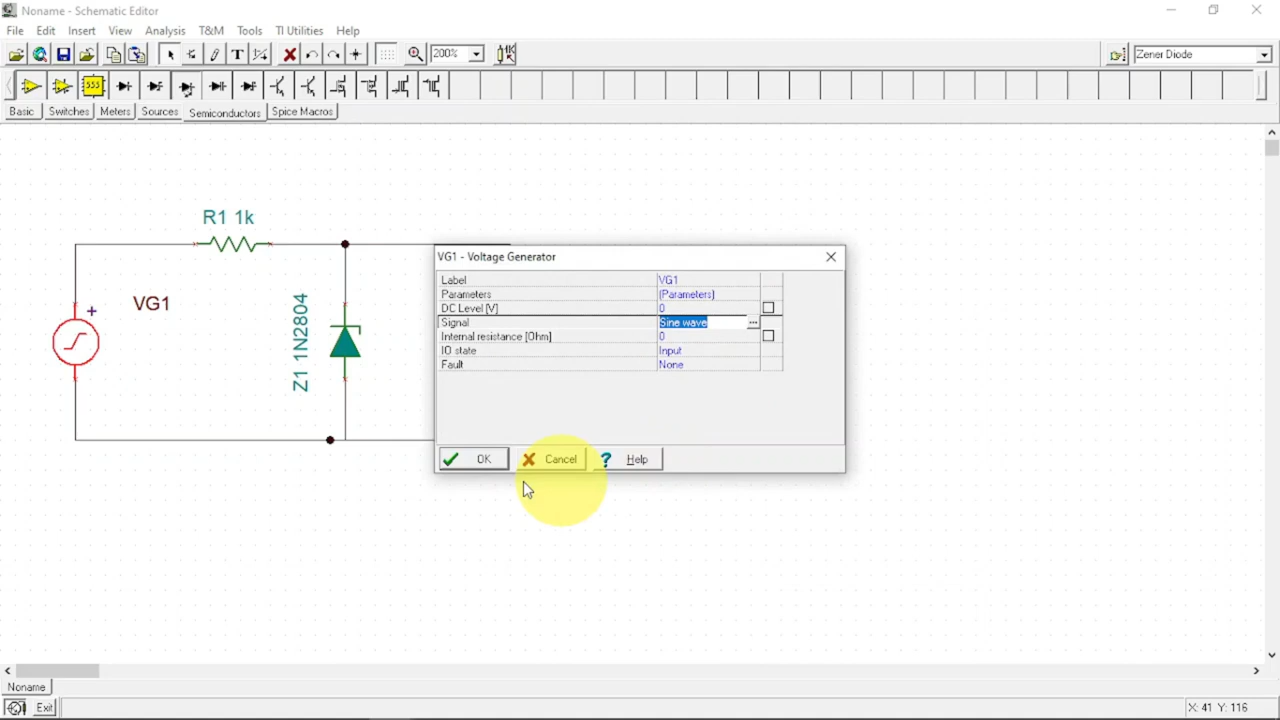 Noname - Schematic Editor
File Edit Insert View Analysis T&M Tools TI Utilities Help
T 200% Zener Diode
555
Basic Switches Meters Sources Semiconductors Spice Macros
R1 1k
VG1
+
Z1 1N2804
VG1 - Voltage Generator
Label VG1
Parameters (Parameters)
DC Level [V] 0
Signal Sine wave ...
Internal resistance [Ohm] 0
IO state Input
Fault None
OK Cancel ? Help
Noname
Exit X: 41 Y: 116